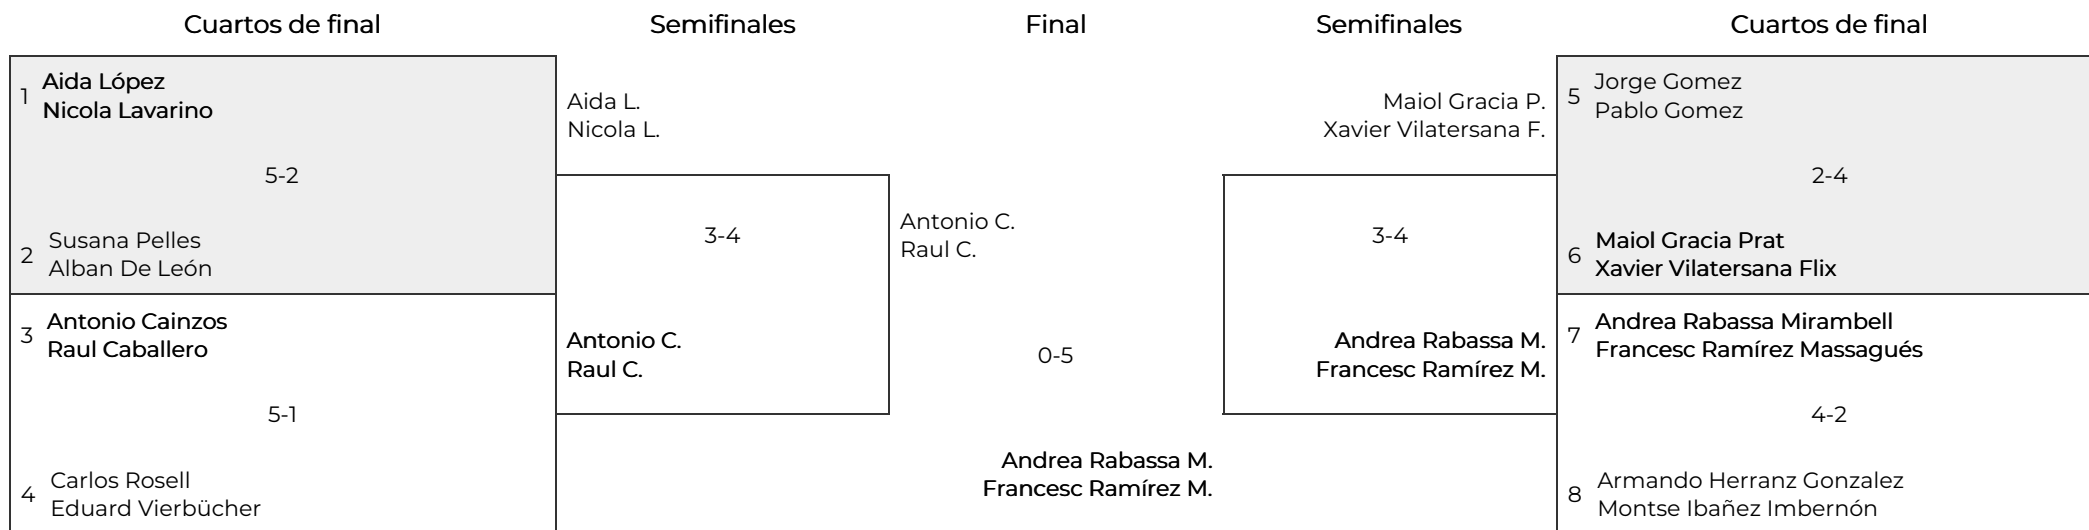 Cuartos de final
Semifinales
Final
Semifinales
Cuartos de final
1
Aida López
Nicola Lavarino
5-2
2
Susana Pelles
Alban De León
3
Antonio Cainzos
Raul Caballero
5-1
4
Carlos Rosell
Eduard Vierbücher
Aida L.
Nicola L.
3-4
Antonio C.
Raul C.
Antonio C.
Raul C.
0-5
Andrea Rabassa M.
Francesc Ramírez M.
Maiol Gracia P.
Xavier Vilatersana F.
3-4
Andrea Rabassa M.
Francesc Ramírez M.
5
Jorge Gomez
Pablo Gomez
2-4
6
Maiol Gracia Prat
Xavier Vilatersana Flix
7
Andrea Rabassa Mirambell
Francesc Ramírez Massagués
4-2
8
Armando Herranz Gonzalez
Montse Ibañez Imbernón